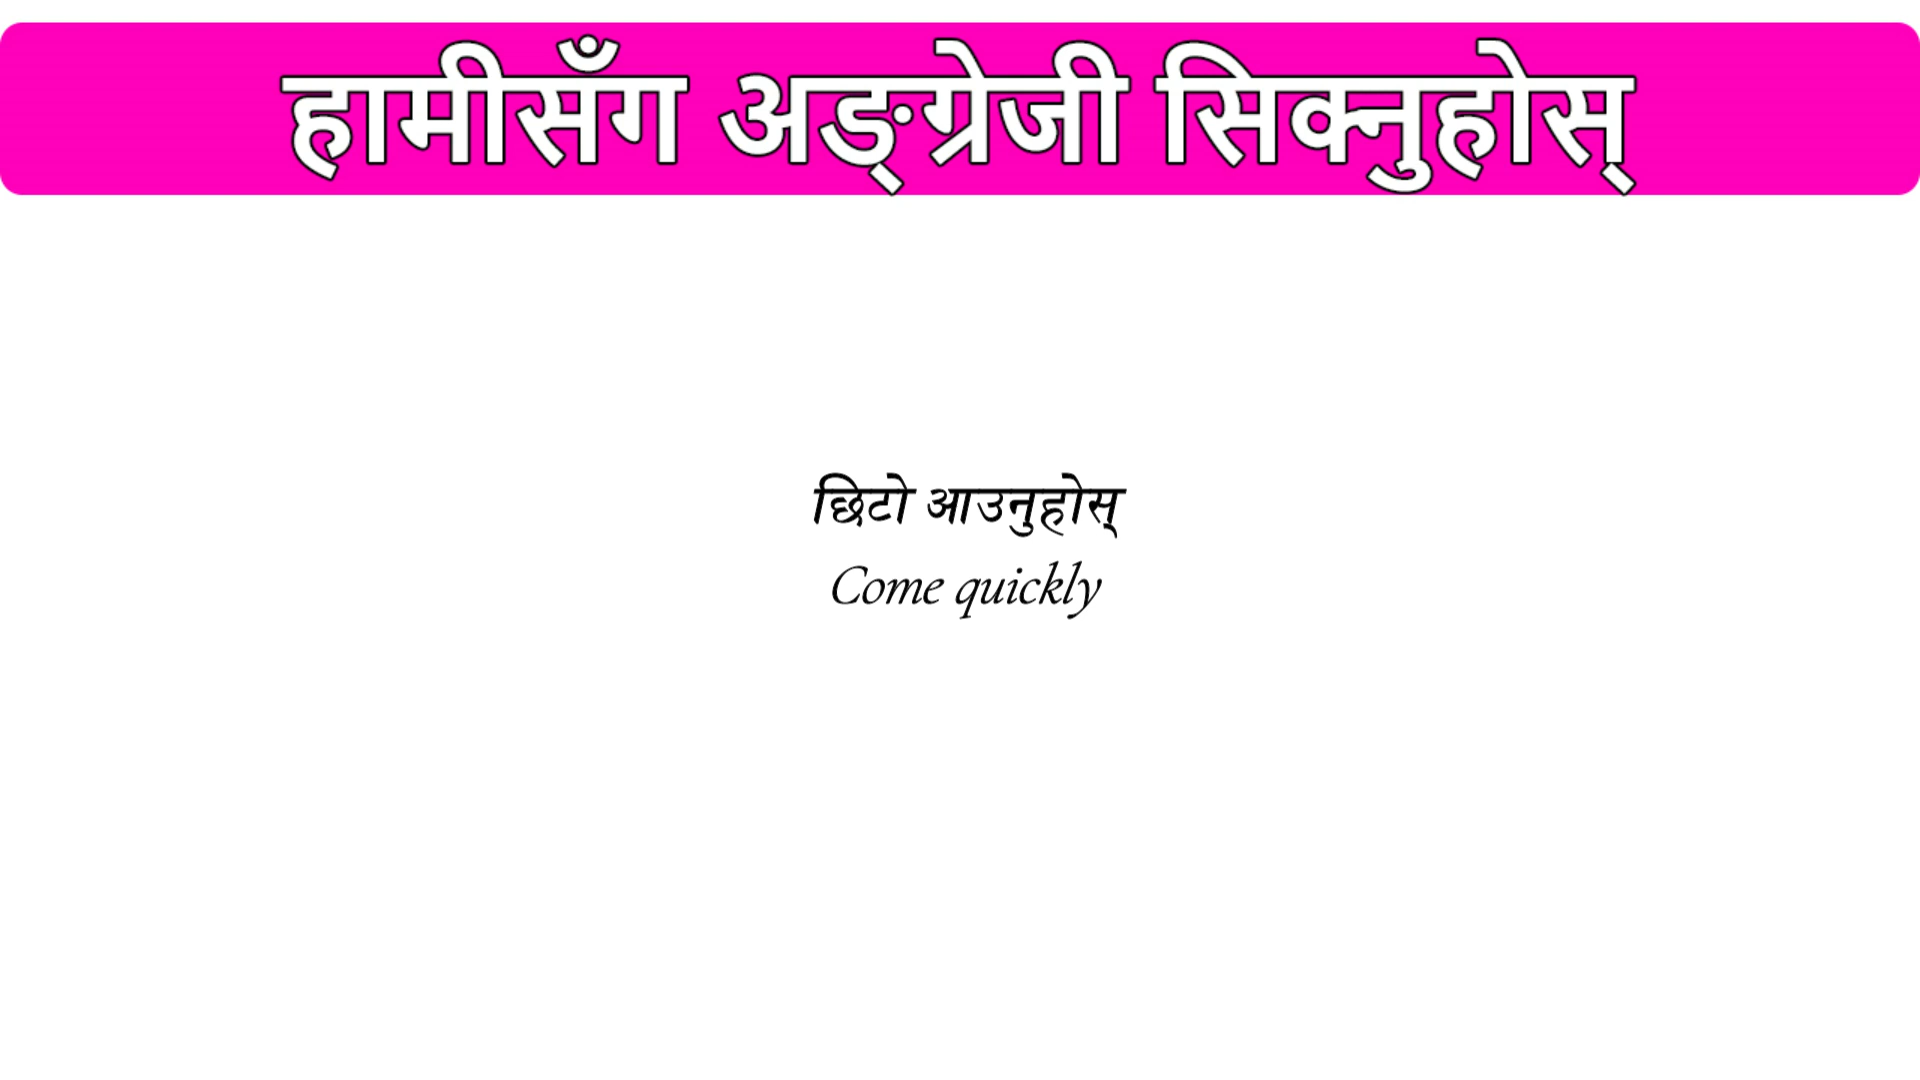 हामीसँग अङ्ग्रेजी सिक्नुहोस्
छिटो आउनुहोस्
Come quickly